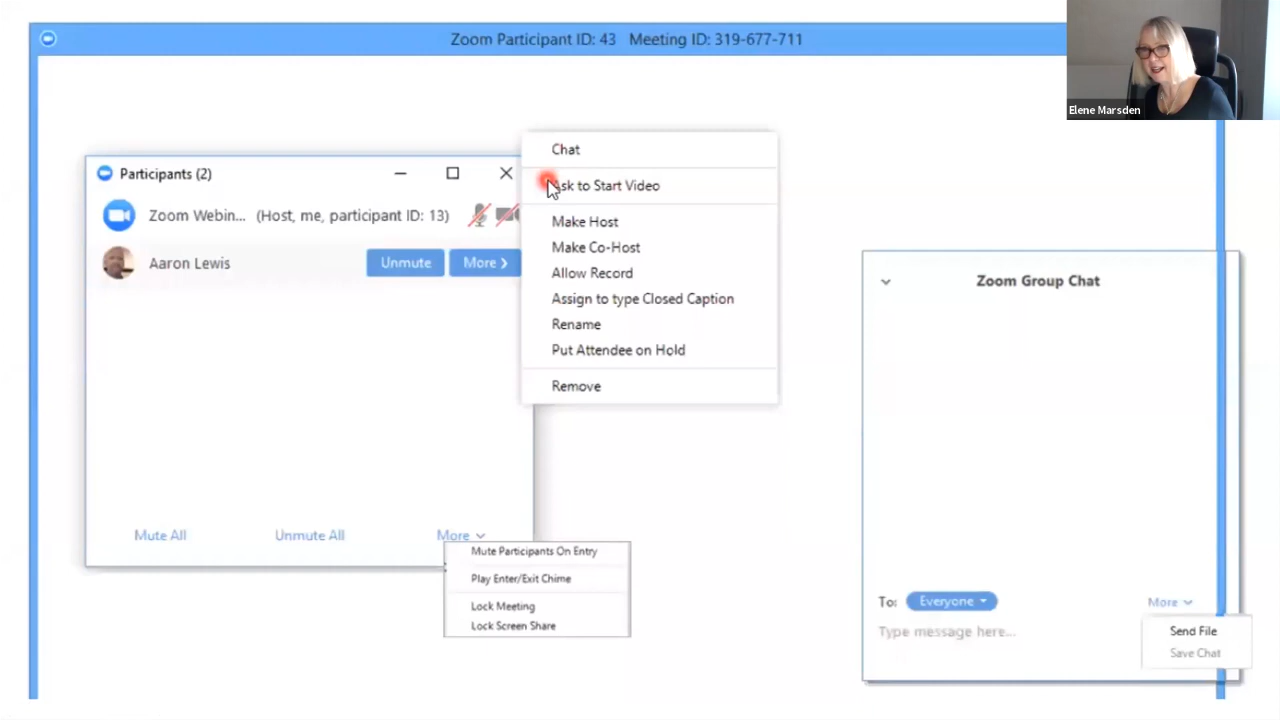 Zoom Participant ID: 43 Meeting ID: 319-677-711
Elene Marsden
Participants (2)
Zoom Webin... (Host, me, participant ID: 13)
Aaron Lewis
Unmute
More >
Mute All
Unmute All
More
Mute Participants On Entry
Play Enter/Exit Chime
Lock Meeting
Lock Screen Share
Chat
Ask to Start Video
Make Host
Make Co-Host
Allow Record
Assign to type Closed Caption
Rename
Put Attendee on Hold
Remove
Zoom Group Chat
To: Everyone
More
Type message here...
Send File
Save Chat